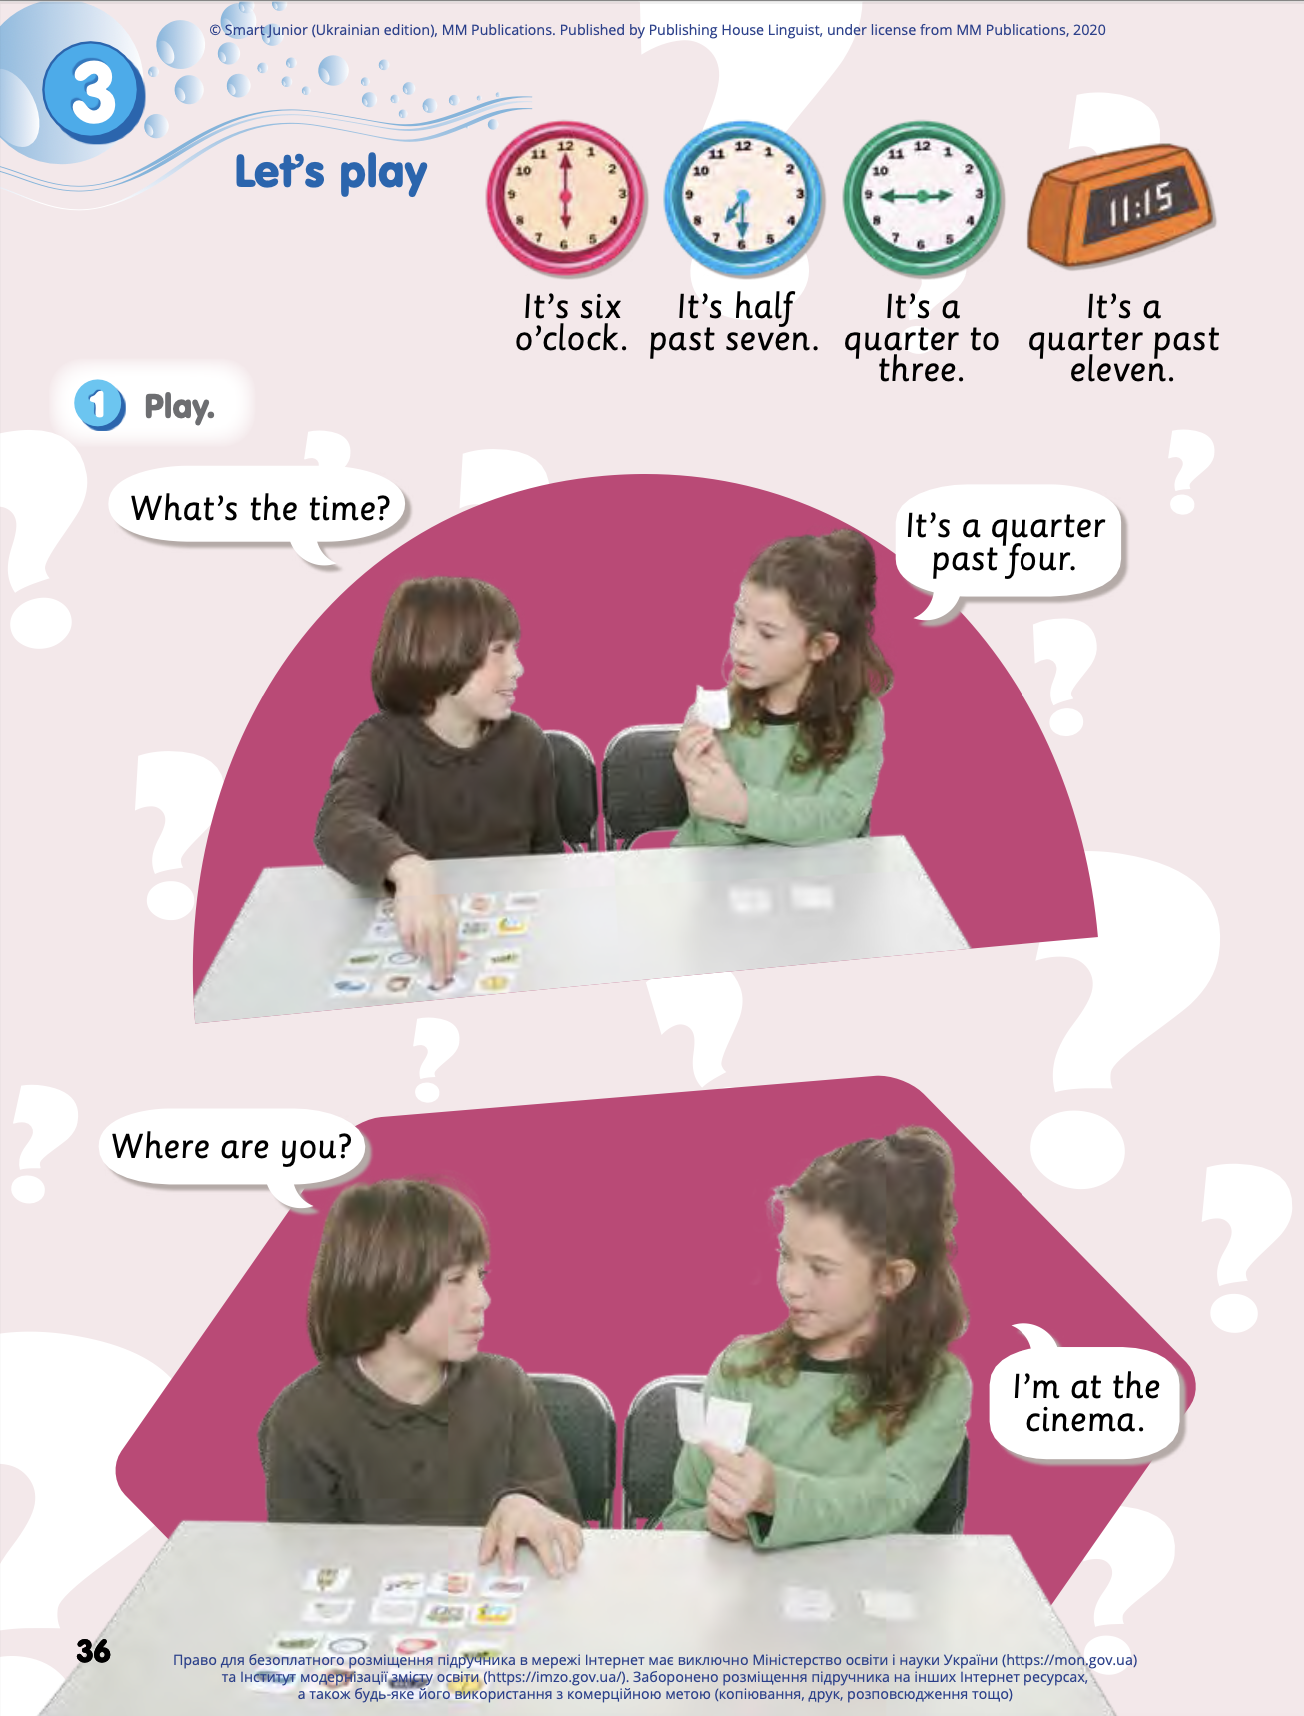 © Smart Junior (Ukrainian edition), MM Publications. Published by Publishing House Linguist, under license from MM Publications, 2020
3
Let's play
12
1
2
3
4
5
6
7
8
9
10
11
12
1
2
3
4
5
6
7
8
9
10
11
12
1
2
3
4
5
6
7
8
9
10
11
11:15
It's six
o'clock.
It's half
past seven.
It's a
quarter to
three.
It's a
quarter past
eleven.
1 Play.
What's the time?
It's a quarter
past four.
Where are you?
I'm at the
cinema.
36
Право для безоплатного розміщення підручника в мережі Інтернет має виключно Міністерство освіти і науки України (https://mon.gov.ua)
та Інститут модернізації змісту освіти (https://imzo.gov.ua/). Заборонено розміщення підручника на інших Інтернет ресурсах,
а також будь-яке його використання з комерційною метою (копіювання, друк, розповсюдження тощо)